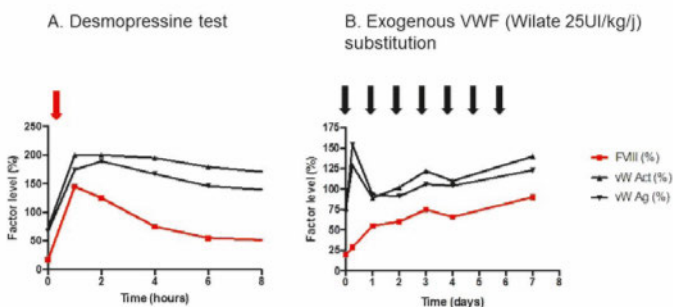 A. Desmopressine test
B. Exogenous VWF (Wilate 25UI/kg/j)
substitution
Factor level (%)
250
200
150
100
50
0
0
2
4
6
8
Time (hours)
Factor level (%)
175
150
125
100
75
50
25
0
0
1
2
3
4
5
6
7
8
Time (days)
FVIII (%)
vW Act (%)
vW Ag (%)